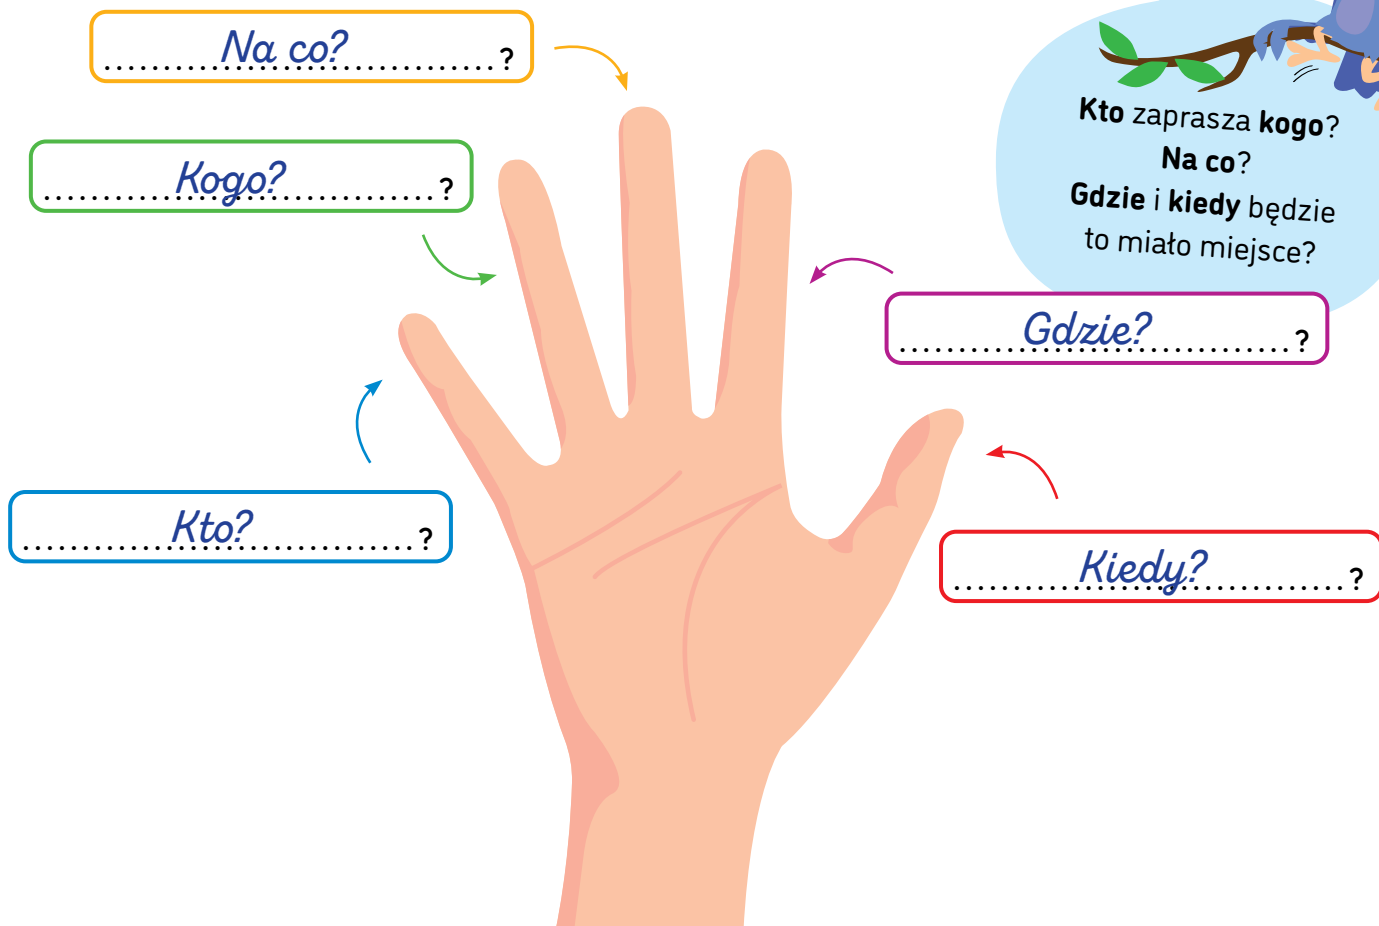 Na co? ?
Kogo? ?
Kto? ?
Kto zaprasza kogo?
Na co?
Gdzie i kiedy będzie
to miało miejsce?
Gdzie? ?
Kiedy? ?